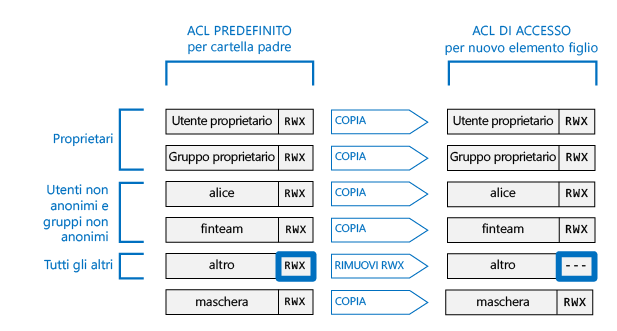 ACL PREDEFINITO
per cartella padre
ACL DI ACCESSO
per nuovo elemento figlio
Proprietari
Utente proprietario RWX COPIA Utente proprietario RWX
Gruppo proprietario RWX COPIA Gruppo proprietario RWX
Utenti non
anonimi e
gruppi non
anonimi
alice RWX COPIA alice RWX
finteam RWX COPIA finteam RWX
Tutti gli altri
altro RWX RIMUOVI RWX altro ---
maschera RWX COPIA maschera RWX